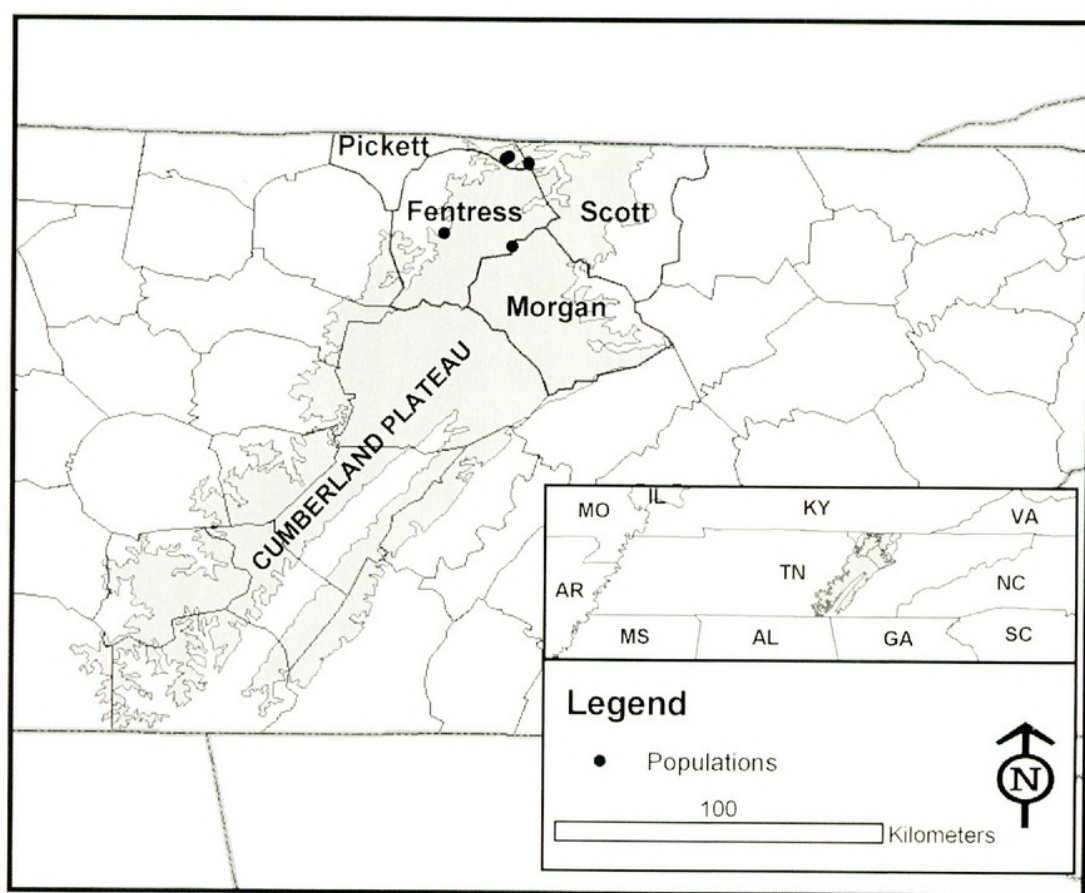 Pickett
Fentress
Scott
Morgan
CUMBERLAND PLATEAU
MO
IL
KY
VA
TN
AR
NC
MS
AL
GA
SC
Legend
Populations
N
100
Kilometers